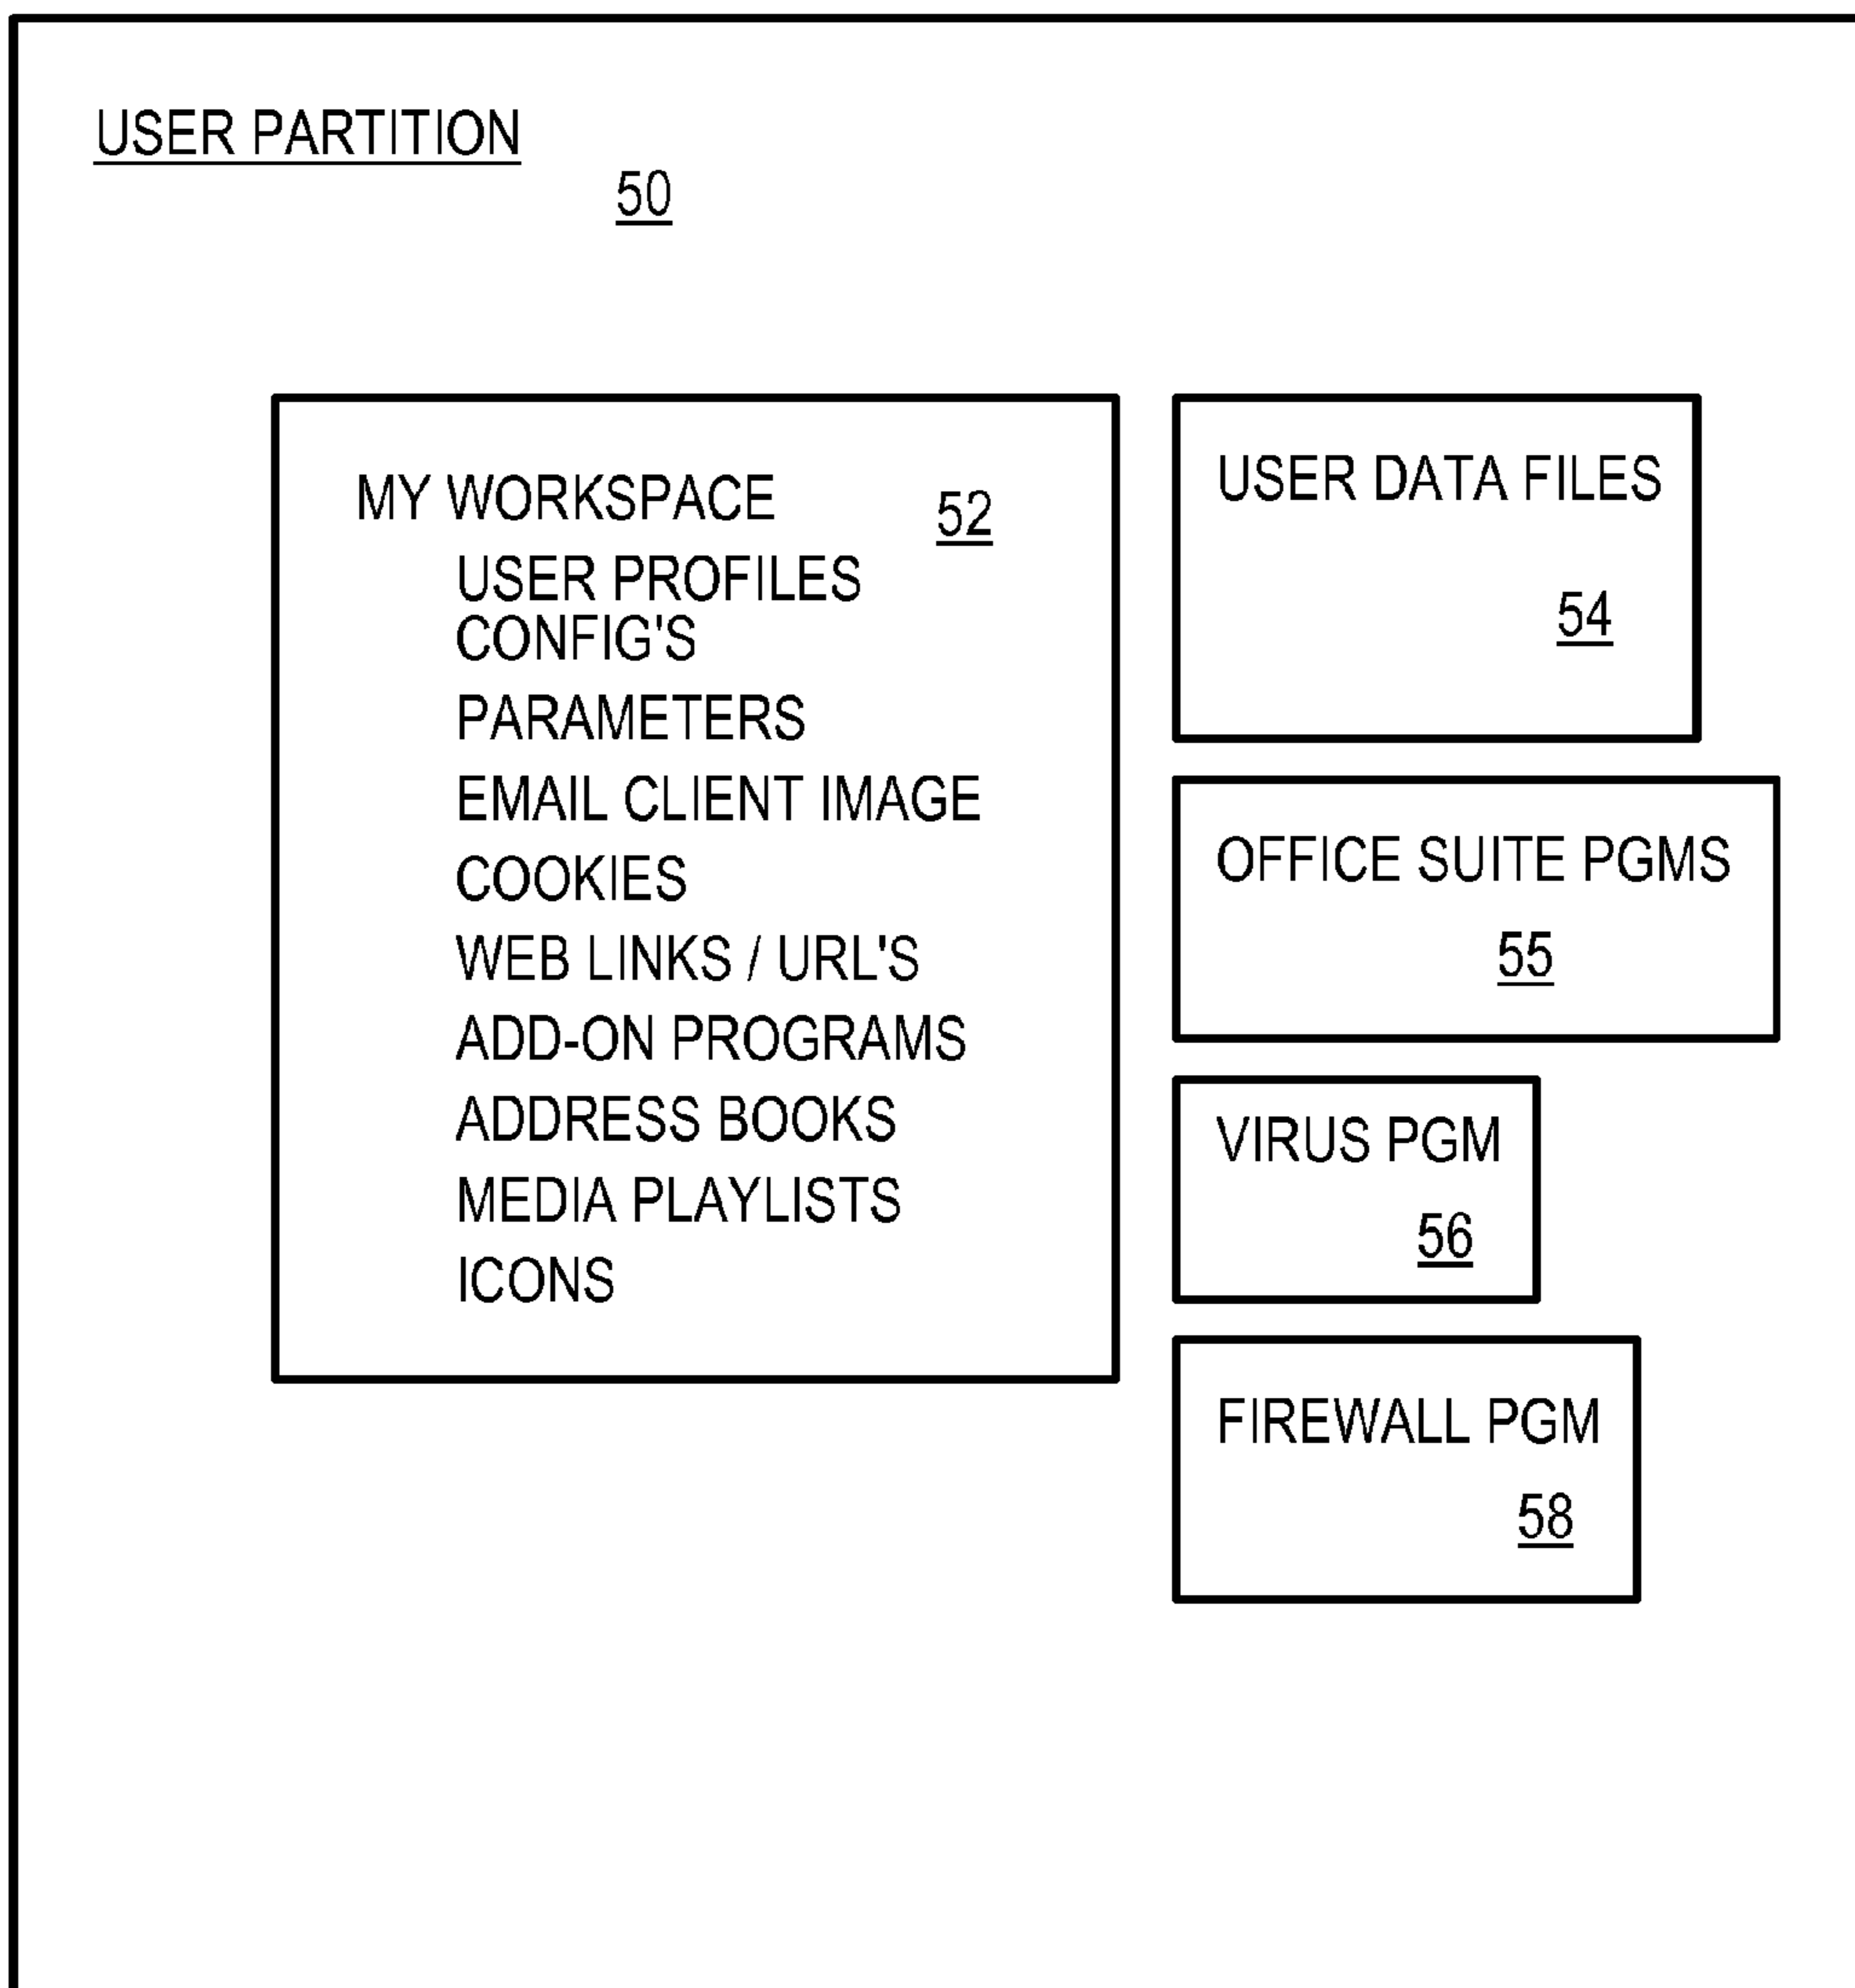 USER PARTITION
50
MY WORKSPACE
52
USER PROFILES
CONFIG'S
PARAMETERS
EMAIL CLIENT IMAGE
COOKIES
WEB LINKS / URL'S
ADD-ON PROGRAMS
ADDRESS BOOKS
MEDIA PLAYLISTS
ICONS
USER DATA FILES
54
OFFICE SUITE PGMS
55
VIRUS PGM
56
FIREWALL PGM
58